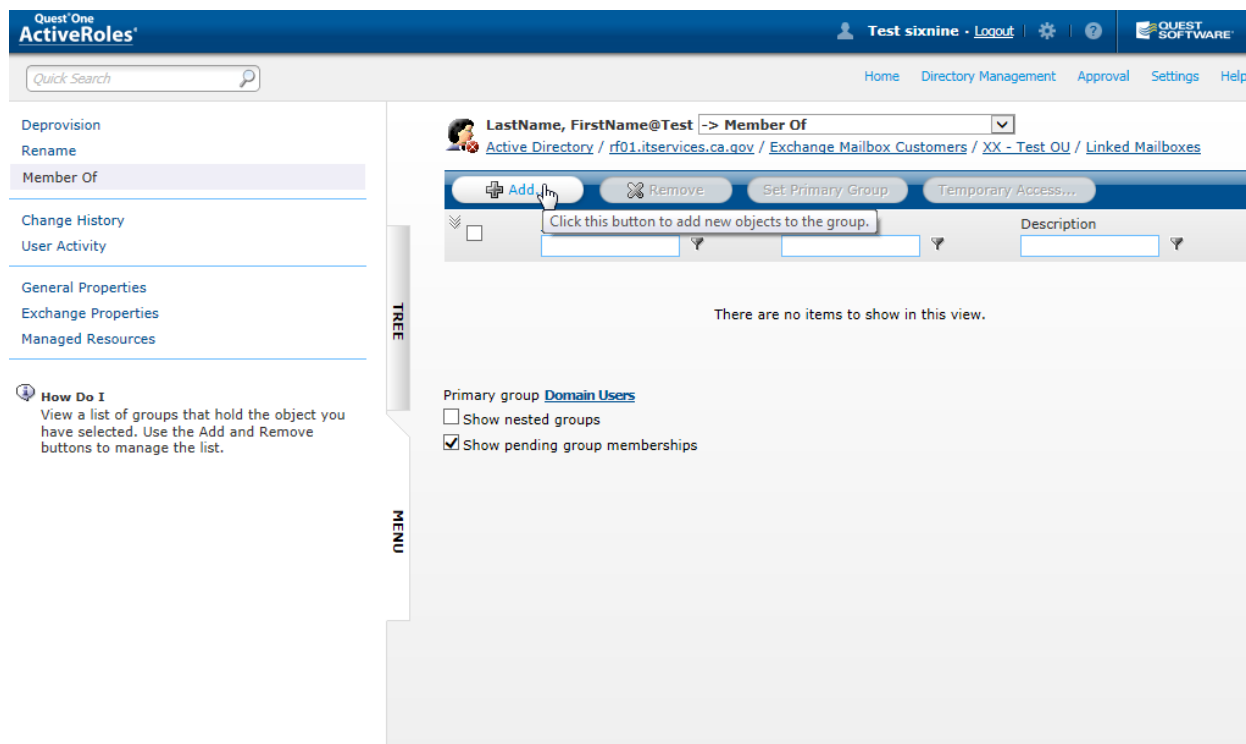 Quest One
ActiveRoles
Test sixnine · Logout
QUEST
SOFTWARE
Quick Search
Home Directory Management Approval Settings Help
Deprovision
Rename
Member Of
Change History
User Activity
General Properties
Exchange Properties
Managed Resources
How Do I
View a list of groups that hold the object you
have selected. Use the Add and Remove
buttons to manage the list.
TREE
MENU
LastName, FirstName@Test -> Member Of
Active Directory / rf01.itservices.ca.gov / Exchange Mailbox Customers / XX - Test OU / Linked Mailboxes
Add Remove Set Primary Group Temporary Access...
Click this button to add new objects to the group.
Description
There are no items to show in this view.
Primary group Domain Users
Show nested groups
Show pending group memberships